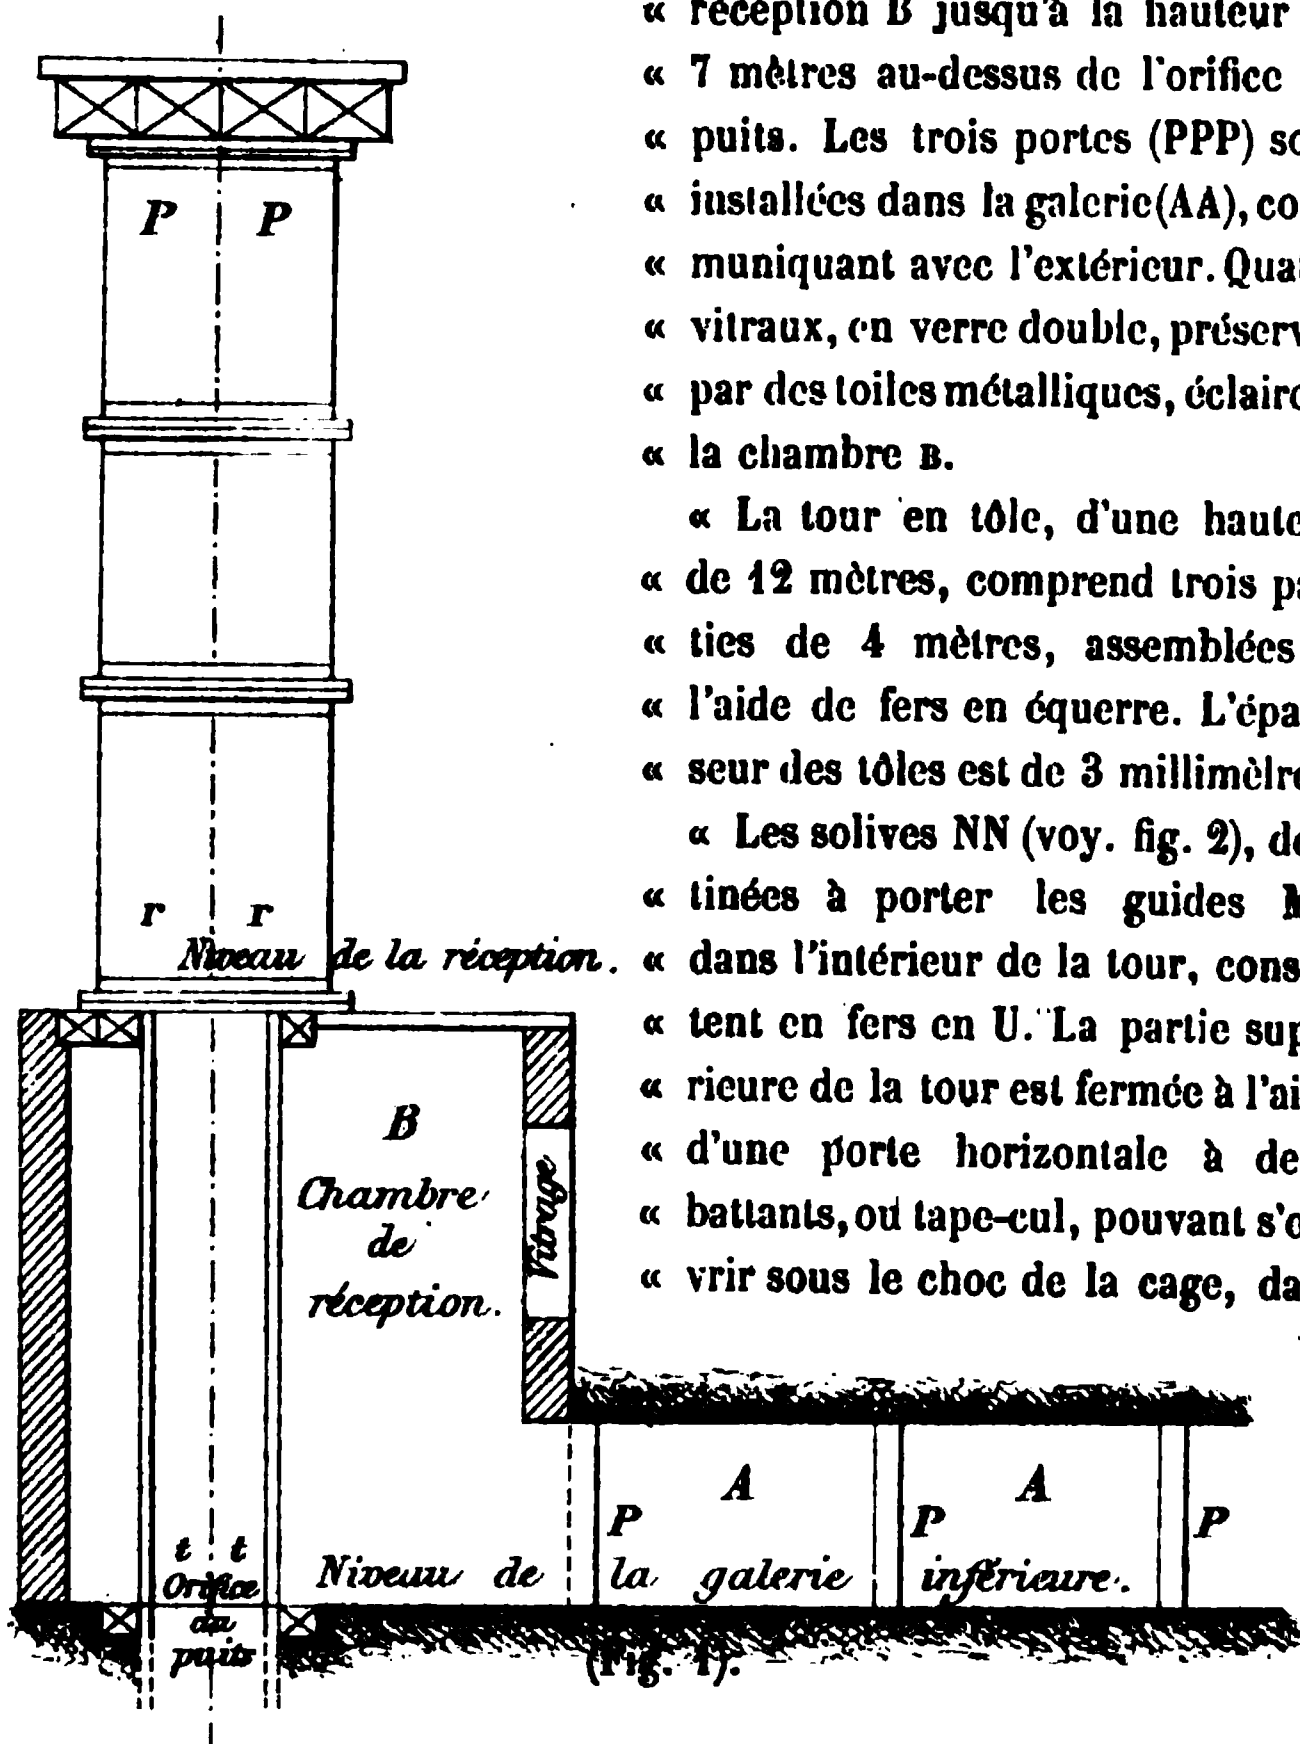 « réception B jusqu'à la hauteur
« 7 mètres au-dessus de l'orifice
« puits. Les trois portes (PPP) so
« installées dans la galerie (AA), co
« muniquant avec l'extérieur. Qua
« vitraux, en verre double, préserv
« par des toiles métalliques, éclaire
« la chambre B.
« La tour en tôle, d'une haute
« de 12 mètres, comprend trois pa
« ties de 4 mètres, assemblées
« l'aide de fers en équerre. L'épa
« seur des tôles est de 3 millimètre
« Les solives NN (voy. fig. 2), de
« tinées à porter les guides M
« dans l'intérieur de la tour, cons
« tent en fers en U. La partie sup
« rieure de la tour est fermée à l'ai
« d'une porte horizontale à de
« battants, ou tape-cul, pouvant s'o
« vrir sous le choc de la cage, da
P P
r r
Niveau de la réception.
B
Chambre
de
réception.
Vitrage
A A
P P P
t t
Orifice
du
puits
Niveau de la galerie inférieure.
(Fig. 1).